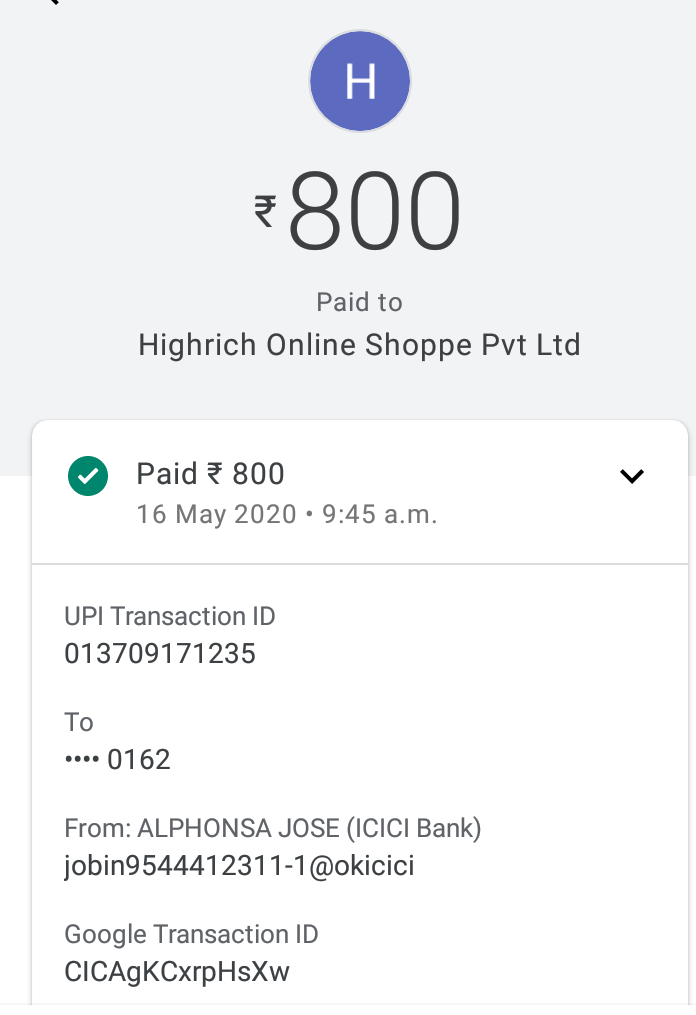 H
₹800
Paid to
Highrich Online Shoppe Pvt Ltd
Paid ₹ 800
16 May 2020 • 9:45 a.m.
UPI Transaction ID
013709171235
To
•••• 0162
From: ALPHONSA JOSE (ICICI Bank)
jobin9544412311-1@okicici
Google Transaction ID
CICAgKCxrpHsXw